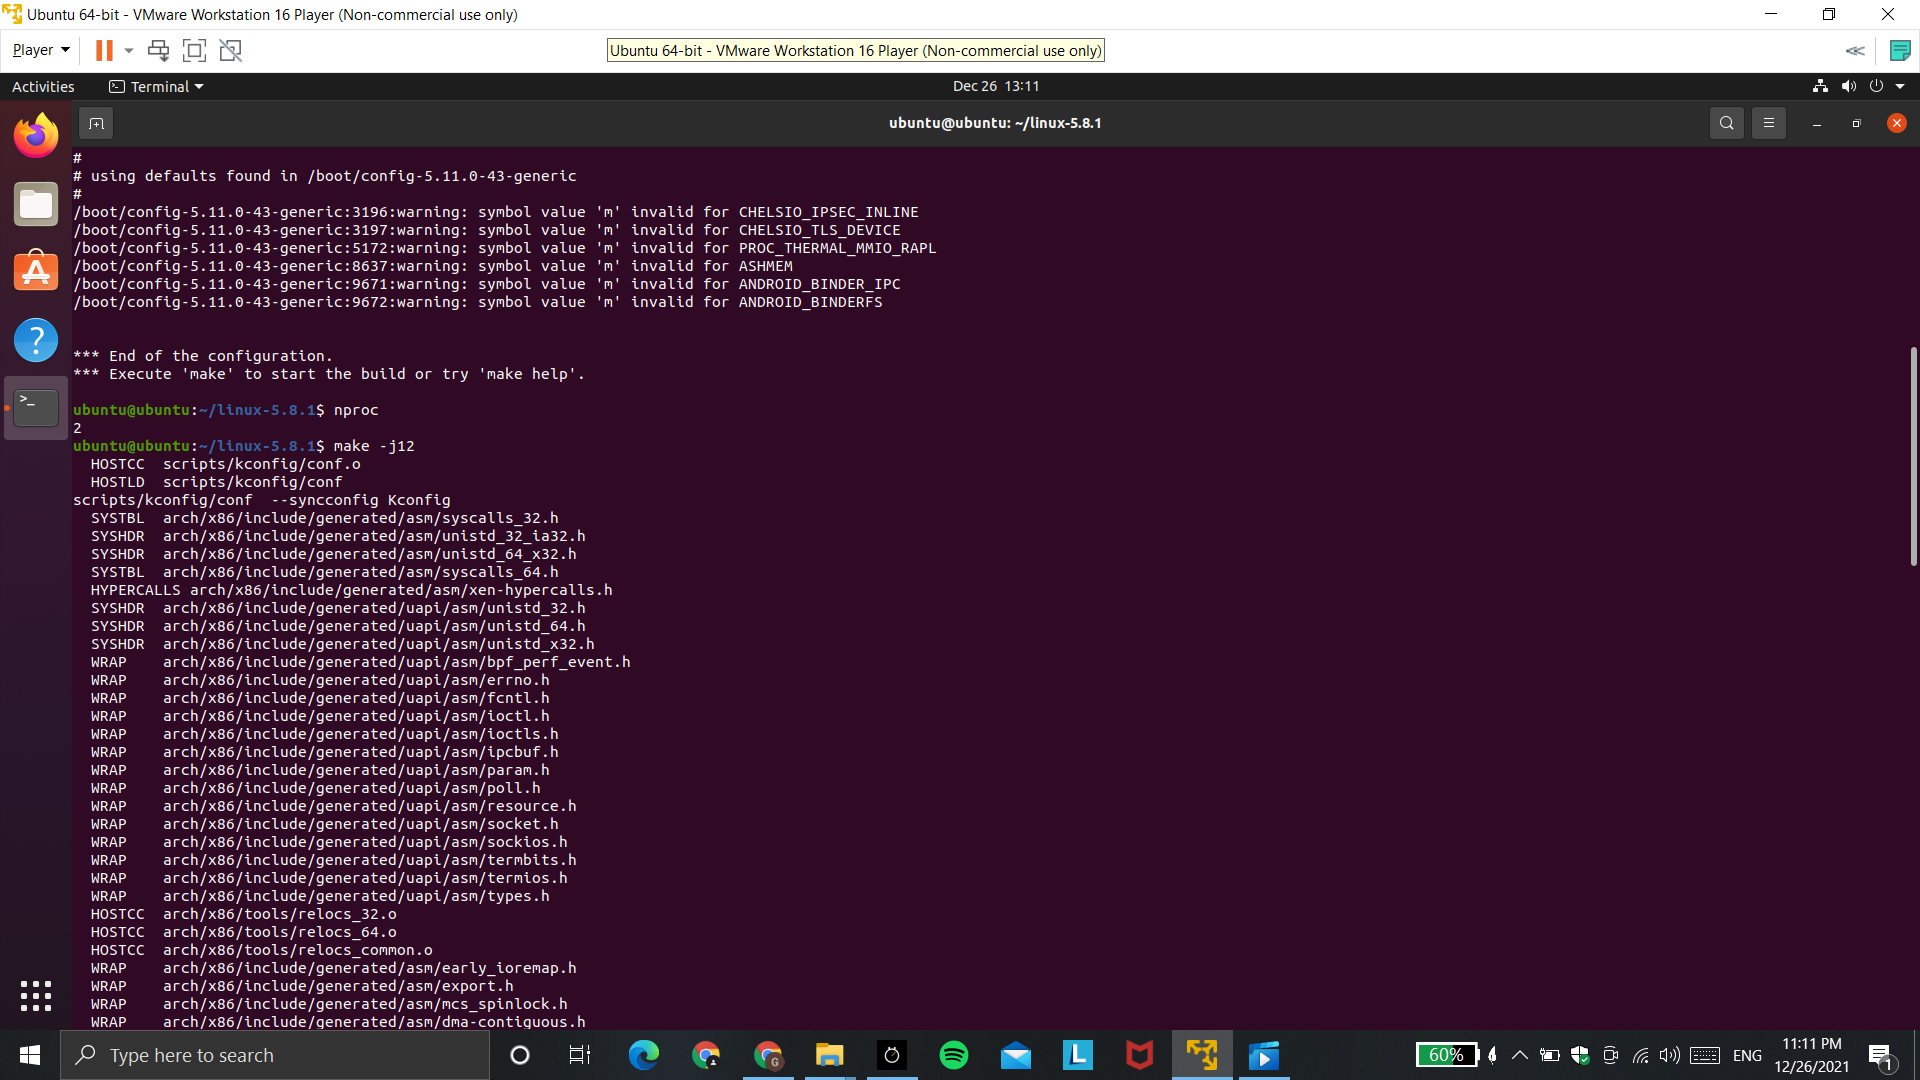 Ubuntu 64-bit - VMware Workstation 16 Player (Non-commercial use only)
Player
Ubuntu 64-bit - VMware Workstation 16 Player (Non-commercial use only)
Activities Terminal Dec 26 13:11
ubuntu@ubuntu: ~/linux-5.8.1
#
# using defaults found in /boot/config-5.11.0-43-generic
#
/boot/config-5.11.0-43-generic:3196:warning: symbol value 'm' invalid for CHELSIO_IPSEC_INLINE
/boot/config-5.11.0-43-generic:3197:warning: symbol value 'm' invalid for CHELSIO_TLS_DEVICE
/boot/config-5.11.0-43-generic:5172:warning: symbol value 'm' invalid for PROC_THERMAL_MMIO_RAPL
/boot/config-5.11.0-43-generic:8637:warning: symbol value 'm' invalid for ASHMEM
/boot/config-5.11.0-43-generic:9671:warning: symbol value 'm' invalid for ANDROID_BINDER_IPC
/boot/config-5.11.0-43-generic:9672:warning: symbol value 'm' invalid for ANDROID_BINDERFS
*** End of the configuration.
*** Execute 'make' to start the build or try 'make help'.
ubuntu@ubuntu:~/linux-5.8.1$ nproc
2
ubuntu@ubuntu:~/linux-5.8.1$ make -j12
HOSTCC scripts/kconfig/conf.o
HOSTLD scripts/kconfig/conf
scripts/kconfig/conf --syncconfig Kconfig
SYSTBL arch/x86/include/generated/asm/syscalls_32.h
SYSHDR arch/x86/include/generated/asm/unistd_32_ia32.h
SYSHDR arch/x86/include/generated/asm/unistd_64_x32.h
SYSTBL arch/x86/include/generated/asm/syscalls_64.h
HYPERCALLS arch/x86/include/generated/asm/xen-hypercalls.h
SYSHDR arch/x86/include/generated/uapi/asm/unistd_32.h
SYSHDR arch/x86/include/generated/uapi/asm/unistd_64.h
SYSHDR arch/x86/include/generated/uapi/asm/unistd_x32.h
WRAP arch/x86/include/generated/uapi/asm/bpf_perf_event.h
WRAP arch/x86/include/generated/uapi/asm/errno.h
WRAP arch/x86/include/generated/uapi/asm/fcntl.h
WRAP arch/x86/include/generated/uapi/asm/ioctl.h
WRAP arch/x86/include/generated/uapi/asm/ioctls.h
WRAP arch/x86/include/generated/uapi/asm/ipcbuf.h
WRAP arch/x86/include/generated/uapi/asm/param.h
WRAP arch/x86/include/generated/uapi/asm/poll.h
WRAP arch/x86/include/generated/uapi/asm/resource.h
WRAP arch/x86/include/generated/uapi/asm/socket.h
WRAP arch/x86/include/generated/uapi/asm/sockios.h
WRAP arch/x86/include/generated/uapi/asm/termbits.h
WRAP arch/x86/include/generated/uapi/asm/termios.h
WRAP arch/x86/include/generated/uapi/asm/types.h
HOSTCC arch/x86/tools/relocs_32.o
HOSTCC arch/x86/tools/relocs_64.o
HOSTCC arch/x86/tools/relocs_common.o
WRAP arch/x86/include/generated/asm/early_ioremap.h
WRAP arch/x86/include/generated/asm/export.h
WRAP arch/x86/include/generated/asm/mcs_spinlock.h
WRAP arch/x86/include/generated/asm/dma-contiguous.h
Type here to search
60%
ENG
11:11 PM
12/26/2021
1